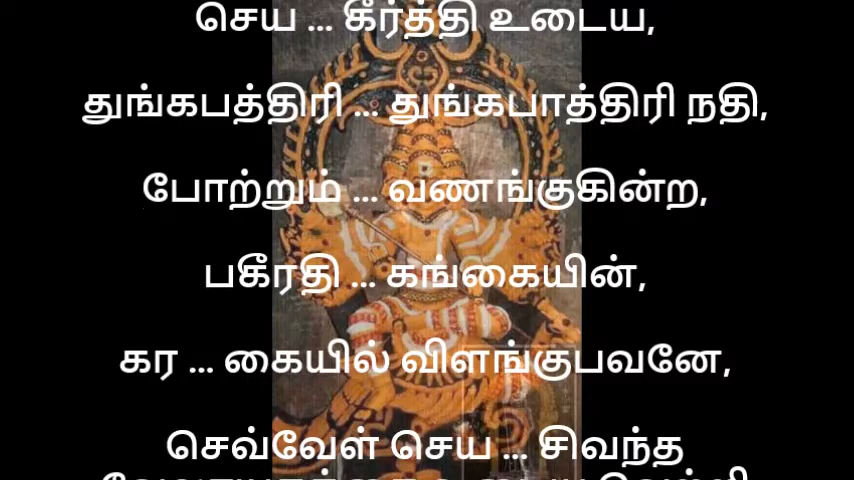 செய ... கீர்த்தி உடைய,
துங்கபத்திரி ... துங்கபாத்திரி நதி,
போற்றும் ... வணங்குகின்ற,
பகீரதி ... கங்கையின்,
கர ... கையில் விளங்குபவனே,
செவ்வேள் செய ... சிவந்த